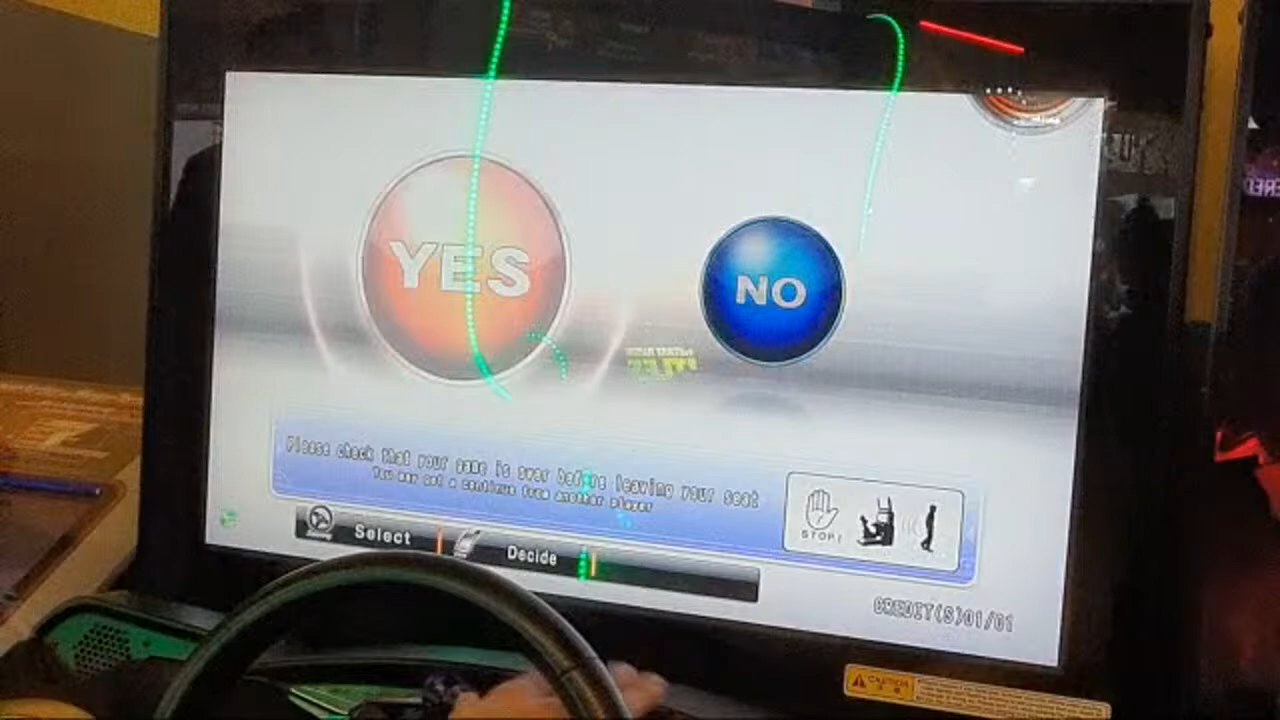 YES
NO
Please check that your game is over before leaving your seat
You may get a continue from another player
STOP!
Select
Decide
CREDIT(S)01/01
CAUTION